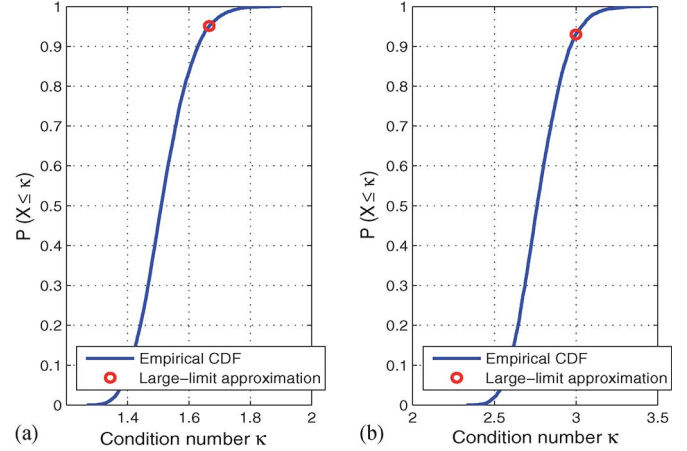 1
0.9
0.8
0.7
0.6
0.5
0.4
0.3
0.2
0.1
0
P (X ≤ κ)
Empirical CDF
Large−limit approximation
1.4 1.6 1.8 2
(a) Condition number κ
1
0.9
0.8
0.7
0.6
0.5
0.4
0.3
0.2
0.1
0
P (X ≤ κ)
Empirical CDF
Large−limit approximation
2 2.5 3 3.5
(b) Condition number κ